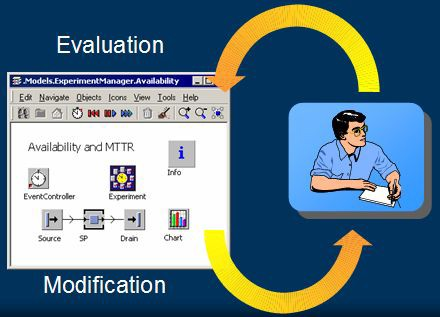 Evaluation
.Models.ExperimentManager.Availability
Edit Navigate Objects Icons View Tools Help
Availability and MTTR
i
Info
EventController Experiment
Source SP Drain Chart
Modification